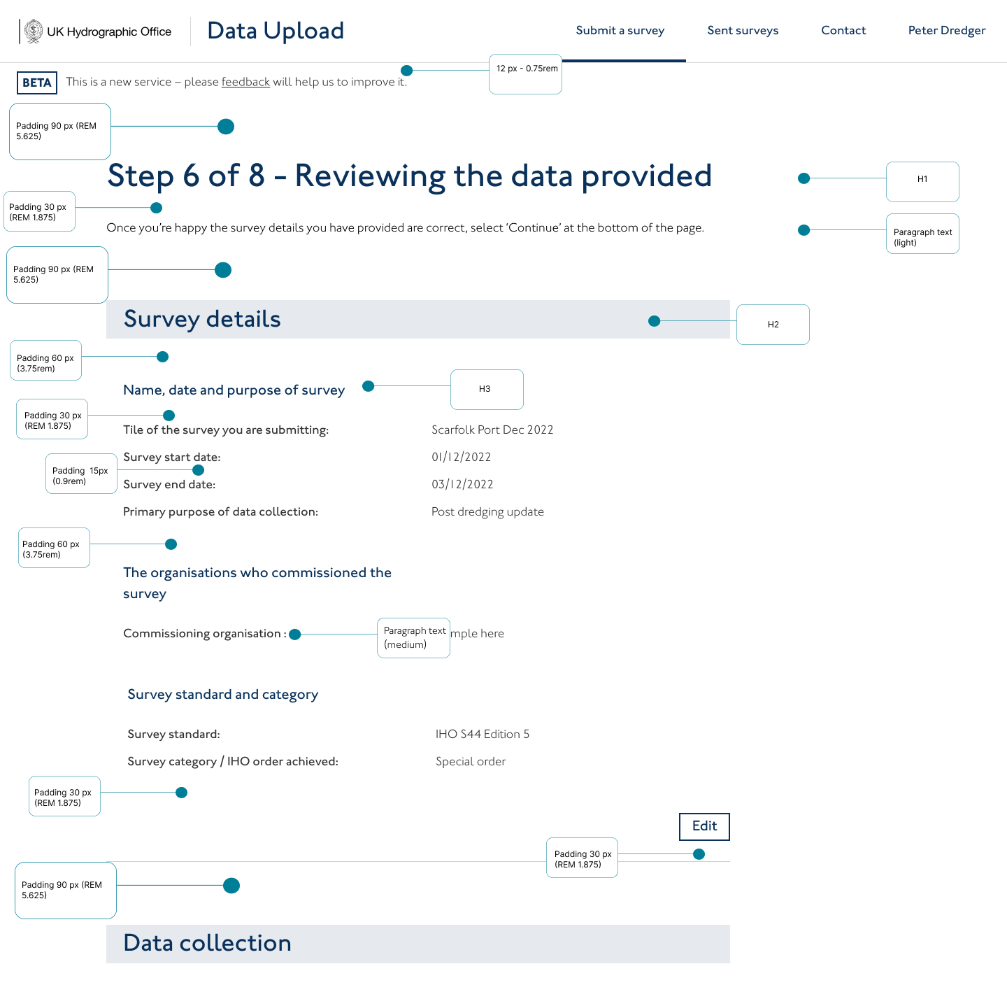 UK Hydrographic Office
Data Upload
Submit a survey
Sent surveys
Contact
Peter Dredger
BETA
This is a new service – please feedback will help us to improve it.
12 px - 0.75rem
Padding 90 px (REM
5.625)
Step 6 of 8 - Reviewing the data provided
H1
Padding 30 px
(REM 1.875)
Once you're happy the survey details you have provided are correct, select 'Continue' at the bottom of the page.
Paragraph text
(light)
Padding 90 px (REM
5.625)
Survey details
H2
Padding 60 px
(3.75rem)
Name, date and purpose of survey
H3
Padding 30 px
(REM 1.875)
Tile of the survey you are submitting:
Scarfolk Port Dec 2022
Survey start date:
01/12/2022
Padding 15px
(0.9rem)
Survey end date:
03/12/2022
Primary purpose of data collection:
Post dredging update
Padding 60 px
(3.75rem)
The organisations who commissioned the
survey
Commissioning organisation :
Paragraph text
(medium)
mple here
Survey standard and category
Survey standard:
IHO S44 Edition 5
Survey category / IHO order achieved:
Special order
Padding 30 px
(REM 1.875)
Edit
Padding 30 px
(REM 1.875)
Padding 90 px (REM
5.625)
Data collection